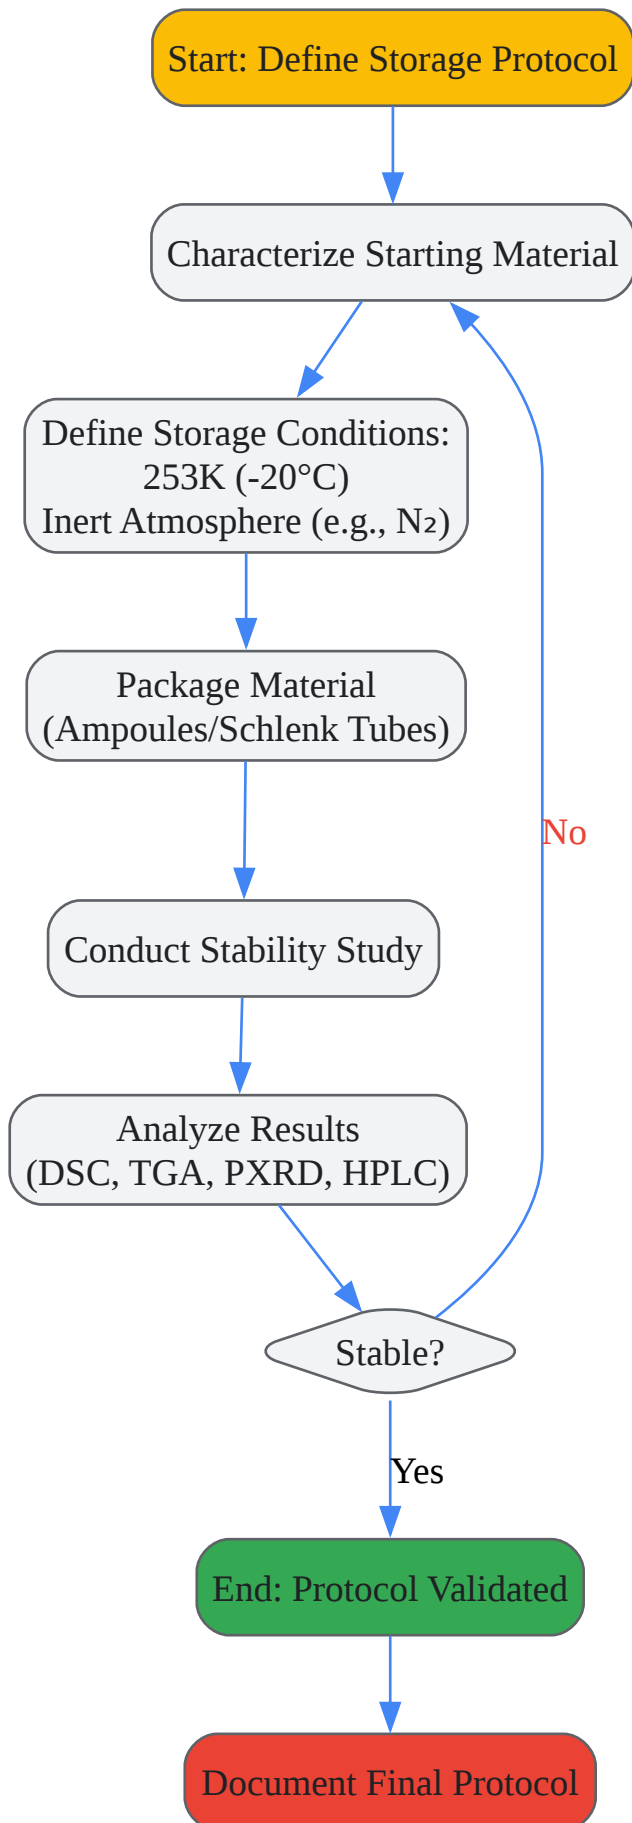 Start: Define Storage Protocol
Characterize Starting Material
Define Storage Conditions:
253K (-20°C)
Inert Atmosphere (e.g., N₂)
Package Material
(Ampoules/Schlenk Tubes)
No
Conduct Stability Study
Analyze Results
(DSC, TGA, PXRD, HPLC)
Stable?
Yes
End: Protocol Validated
Document Final Protocol